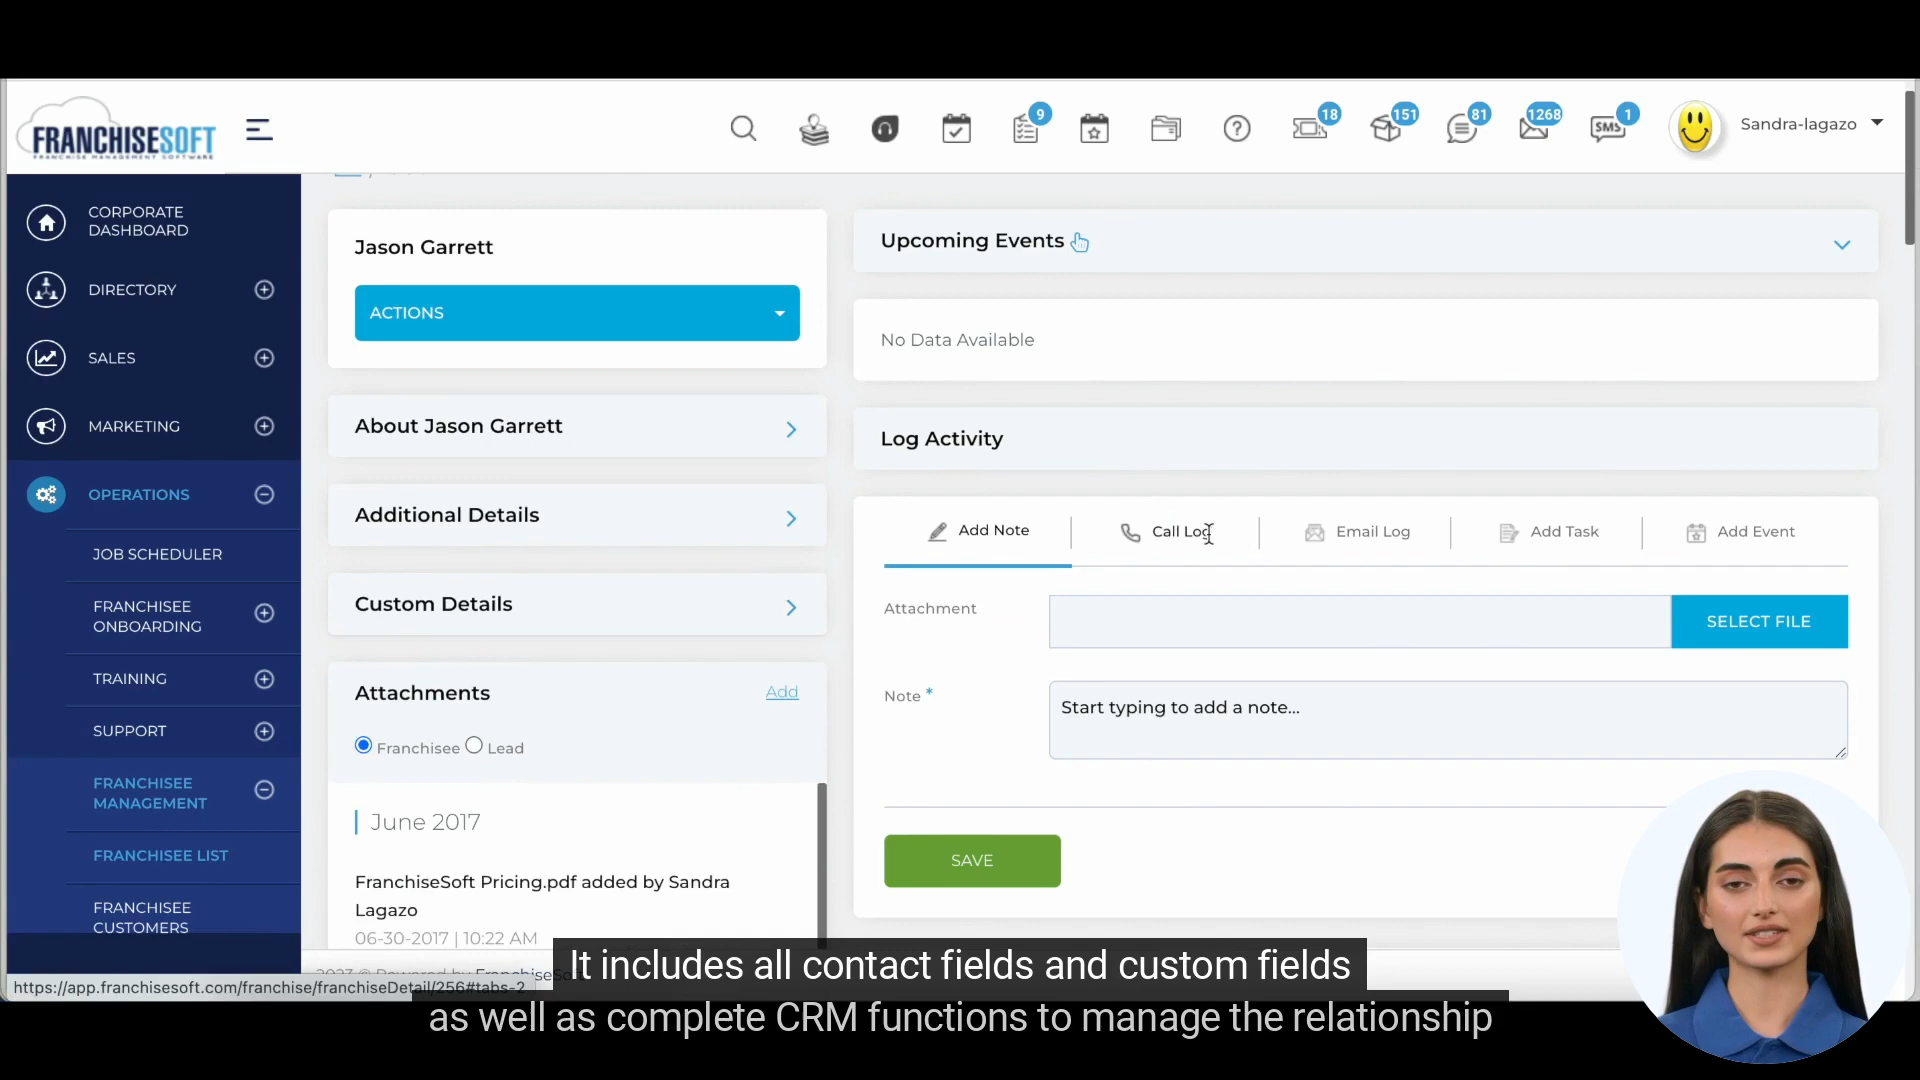 FRANCHISESOFT
FRANCHISE MANAGEMENT SOFTWARE
9
18
151
81
1268
SMS
1
Sandra-lagazo
CORPORATE
DASHBOARD
DIRECTORY
SALES
MARKETING
OPERATIONS
JOB SCHEDULER
FRANCHISEE
ONBOARDING
TRAINING
SUPPORT
FRANCHISEE
MANAGEMENT
FRANCHISEE LIST
FRANCHISEE
CUSTOMERS
Jason Garrett
ACTIONS
About Jason Garrett
Additional Details
Custom Details
Attachments
Add
Franchisee
Lead
June 2017
FranchiseSoft Pricing.pdf added by Sandra
Lagazo
06-30-2017 | 10:22 AM
Upcoming Events
No Data Available
Log Activity
Add Note
Call Log
Email Log
Add Task
Add Event
Attachment
SELECT FILE
Note *
Start typing to add a note...
SAVE
2023 © Powered by FranchiseSoft
https://app.franchisesoft.com/franchise/franchiseDetail/256#tabs-2
It includes all contact fields and custom fields
as well as complete CRM functions to manage the relationship